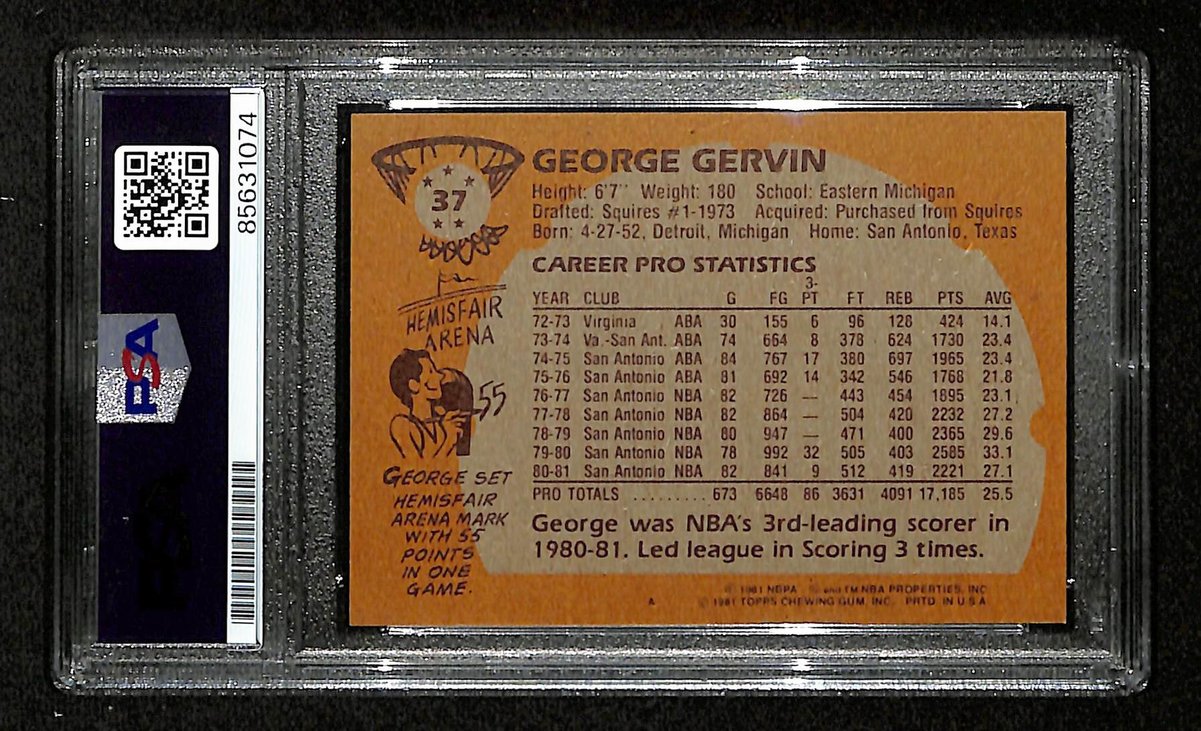 85631074
PSA
37
HEMISFAIR
ARENA
55
GEORGE SET
HEMISFAIR
ARENA MARK
WITH 55
POINTS
IN ONE
GAME.
GEORGE GERVIN
Height: 6'7" Weight: 180 School: Eastern Michigan
Drafted: Squires #1-1973 Acquired: Purchased from Squires
Born: 4-27-52, Detroit, Michigan Home: San Antonio, Texas
CAREER PRO STATISTICS
YEAR CLUB G FG 3-PT FT REB PTS AVG
72-73 Virginia ABA 30 155 6 96 128 424 14.1
73-74 Va.-San Ant. ABA 74 664 8 378 624 1730 23.4
74-75 San Antonio ABA 84 767 17 380 697 1965 23.4
75-76 San Antonio ABA 81 692 14 342 546 1768 21.8
76-77 San Antonio NBA 82 726 — 443 454 1895 23.1
77-78 San Antonio NBA 82 864 — 504 420 2232 27.2
78-79 San Antonio NBA 80 947 — 471 400 2365 29.6
79-80 San Antonio NBA 78 992 32 505 403 2585 33.1
80-81 San Antonio NBA 82 841 9 512 419 2221 27.1
PRO TOTALS ......... 673 6648 86 3631 4091 17,185 25.5
George was NBA's 3rd-leading scorer in
1980-81. Led league in Scoring 3 times.
© 1981 NBPA © and TM NBA PROPERTIES, INC
A © 1981 TOPPS CHEWING GUM, INC. PRTD. IN U S A